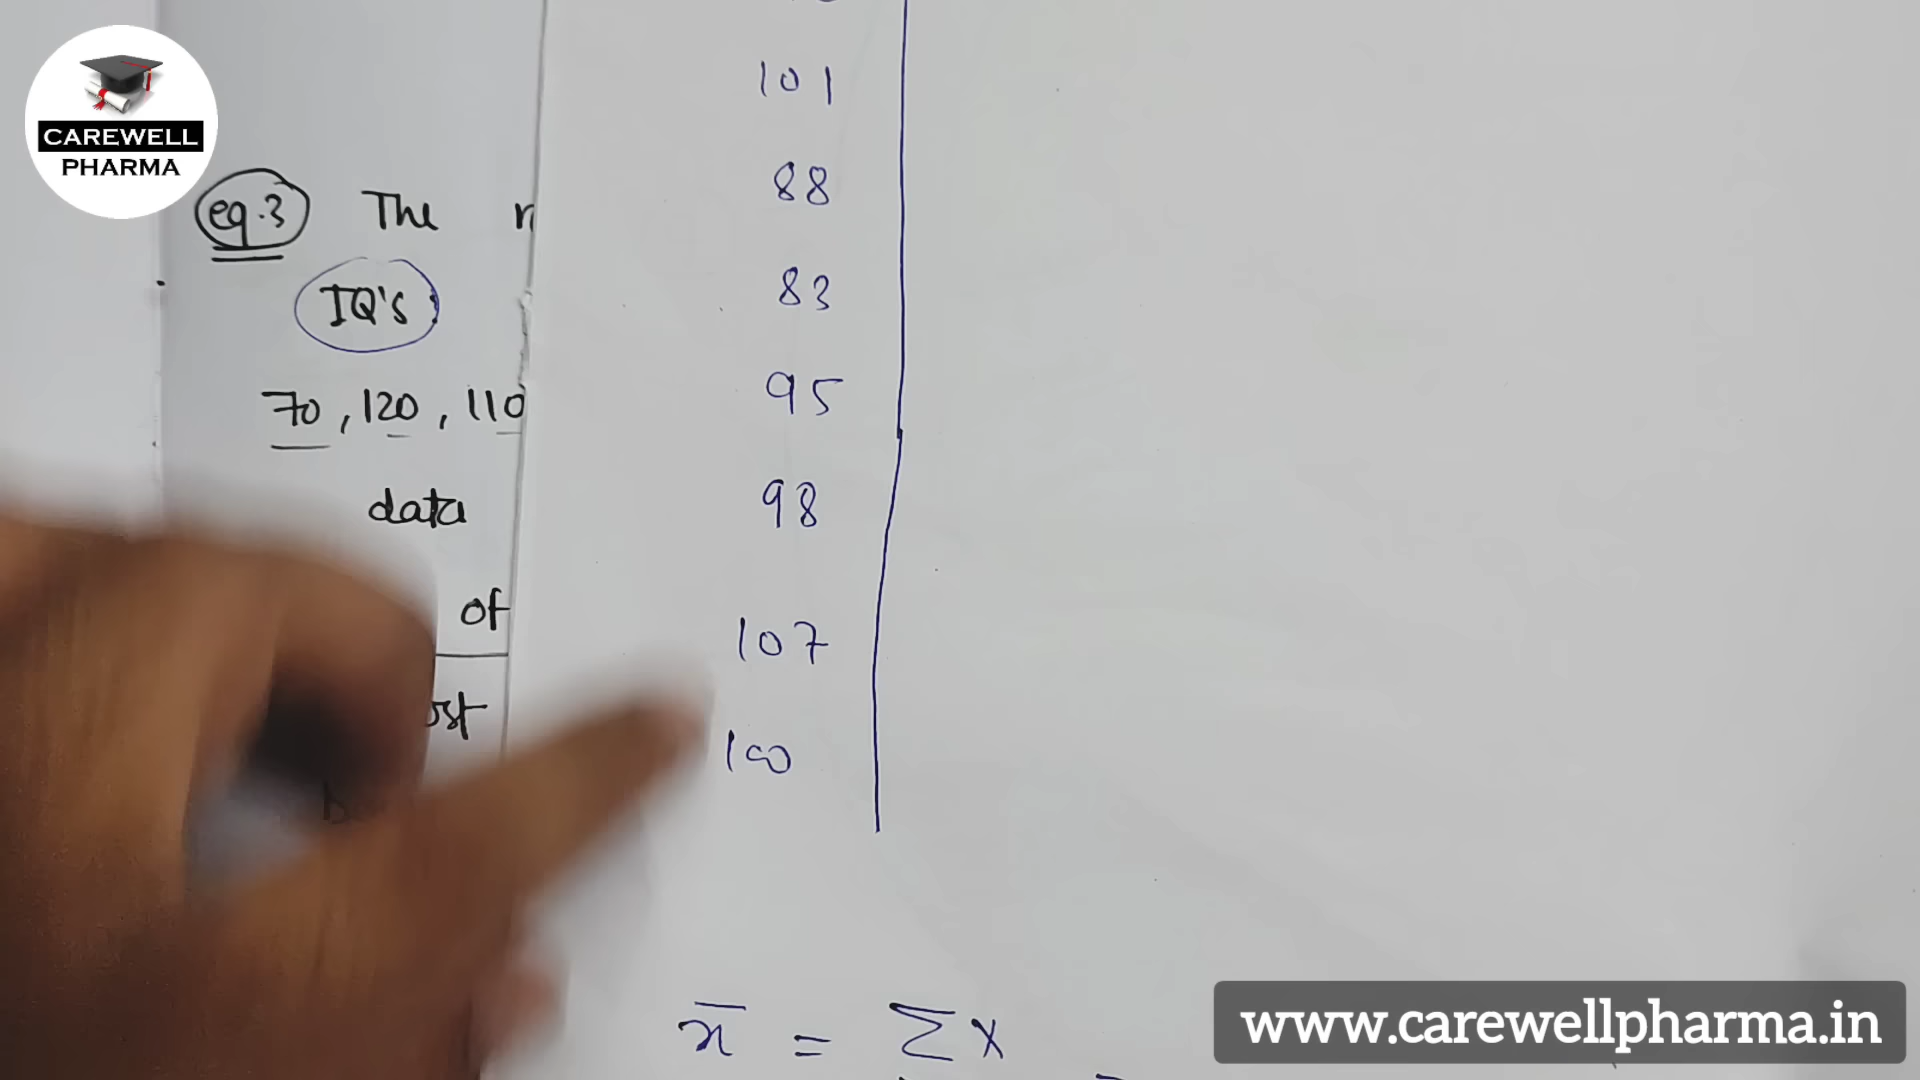 CAREWELL
PHARMA
eg.3 The
IQ's
70, 120, 110
data
of
101
88
83
95
98
107
100
x̄ = Σx
www.carewellpharma.in